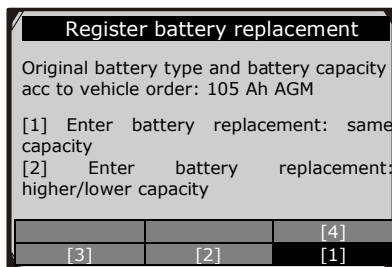 Register battery replacement
Original battery type and battery capacity
acc to vehicle order: 105 Ah AGM
[1] Enter battery replacement: same
capacity
[2] Enter battery replacement:
higher/lower capacity
[4]
[3] [2] [1]